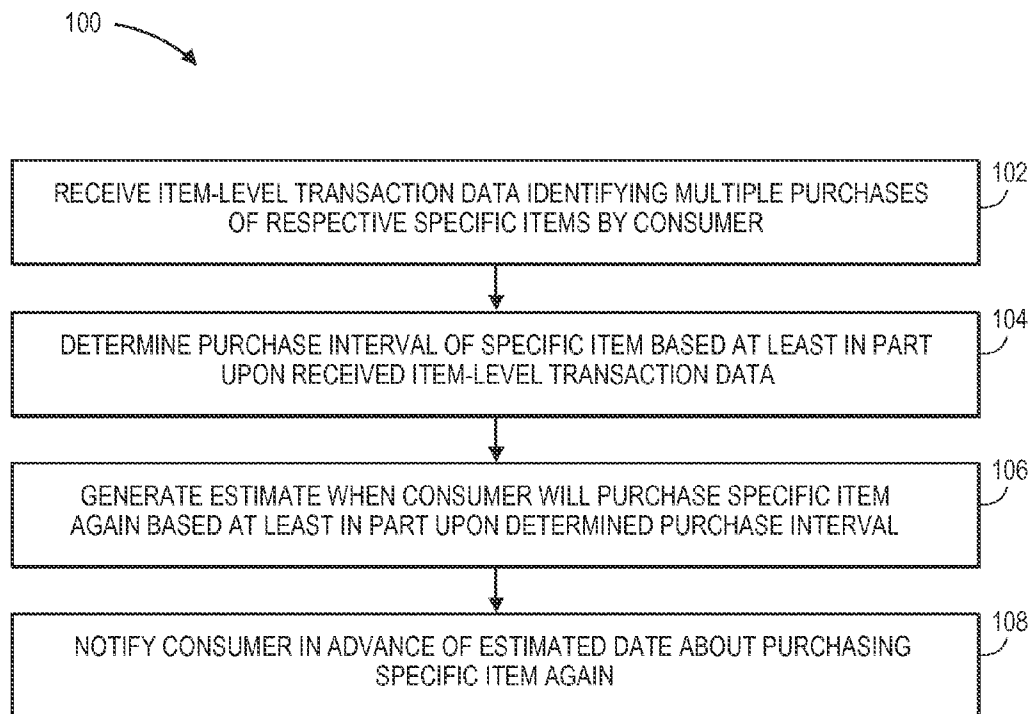 100
RECEIVE ITEM-LEVEL TRANSACTION DATA IDENTIFYING MULTIPLE PURCHASES
OF RESPECTIVE SPECIFIC ITEMS BY CONSUMER
102
DETERMINE PURCHASE INTERVAL OF SPECIFIC ITEM BASED AT LEAST IN PART
UPON RECEIVED ITEM-LEVEL TRANSACTION DATA
104
GENERATE ESTIMATE WHEN CONSUMER WILL PURCHASE SPECIFIC ITEM
AGAIN BASED AT LEAST IN PART UPON DETERMINED PURCHASE INTERVAL
106
NOTIFY CONSUMER IN ADVANCE OF ESTIMATED DATE ABOUT PURCHASING
SPECIFIC ITEM AGAIN
108